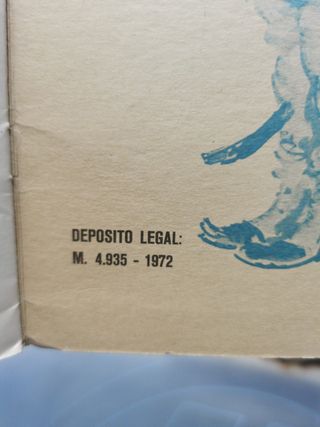 DEPOSITO LEGAL:
M. 4.935 - 1972